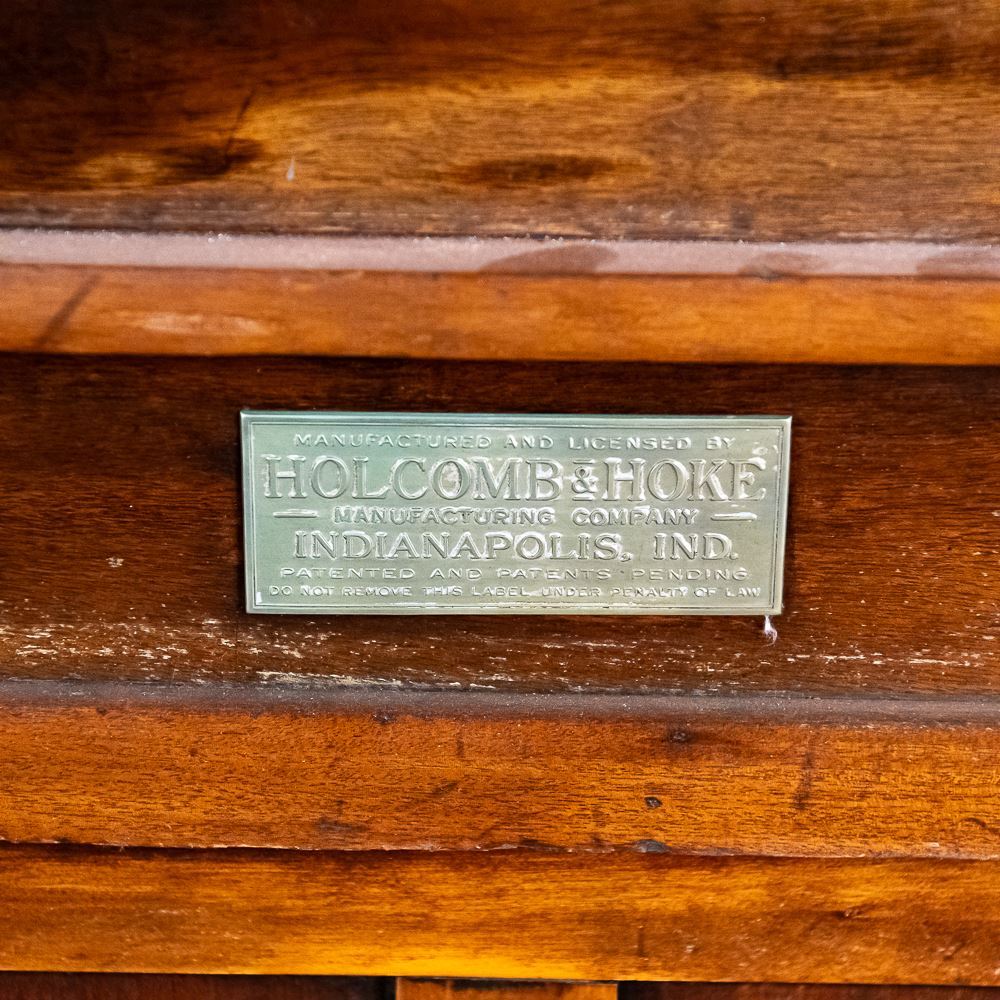 MANUFACTURED AND LICENSED BY
HOLCOMB & HOKE
MANUFACTURING COMPANY
INDIANAPOLIS, IND.
PATENTED AND PATENTS PENDING
DO NOT REMOVE THIS LABEL UNDER PENALTY OF LAW